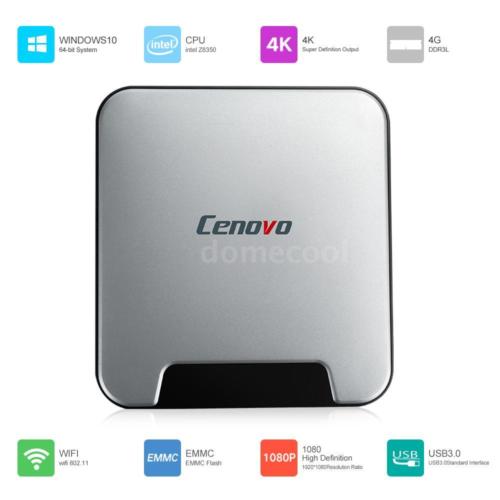 WINDOWS10
64-bit System
intel
CPU
intel Z8350
4K
4K
Super Definition Output
4G
DDR3L
Cenovo
domecool
WIFI
wifi 802.11
EMMC
EMMC
EMMC Flash
1080P
1080
High Definition
1920*1080Resolution Ratio
USB
USB3.0
USB3.0Standard Interface